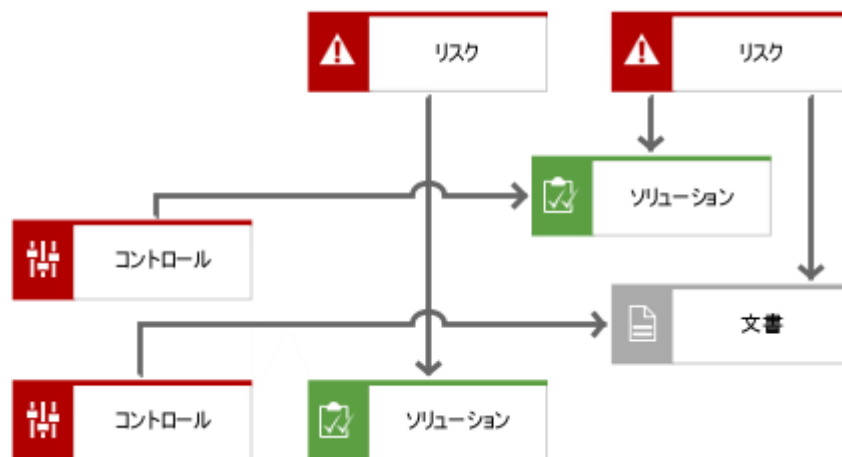 リスク
リスク
ソリューション
コントロール
文書
コントロール
ソリューション